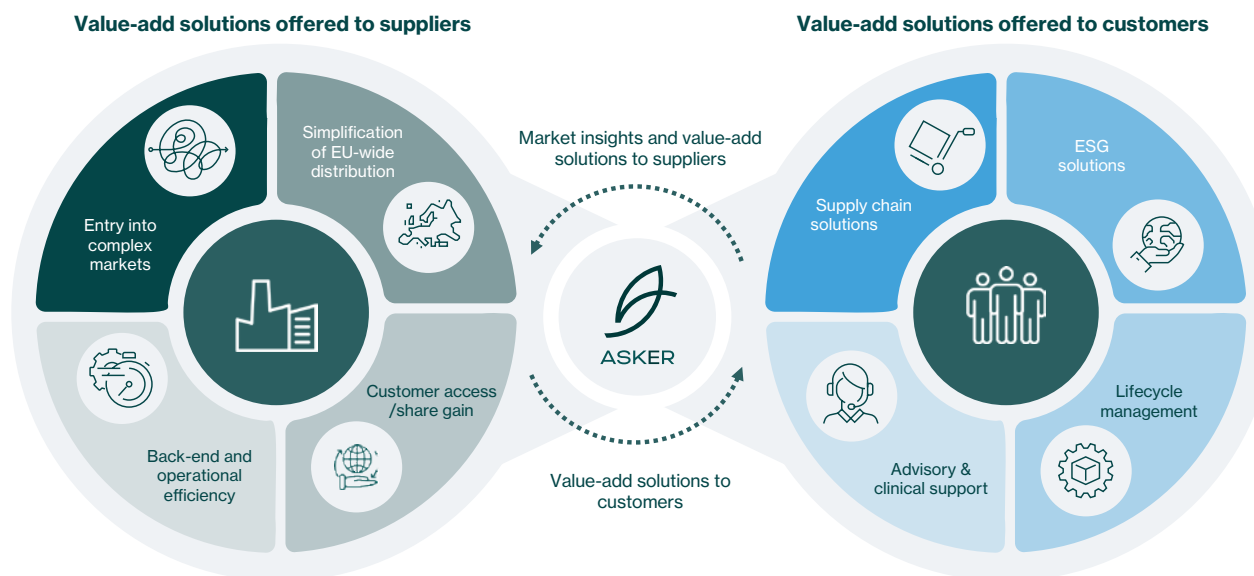 Value-add solutions offered to suppliers
Entry into
complex
markets
Simplification
of EU-wide
distribution
Back-end and
operational
efficiency
Customer access
/share gain
Market insights and value-add
solutions to suppliers
ASKER
Value-add solutions to
customers
Value-add solutions offered to customers
Supply chain
solutions
ESG
solutions
Advisory &
clinical support
Lifecycle
management